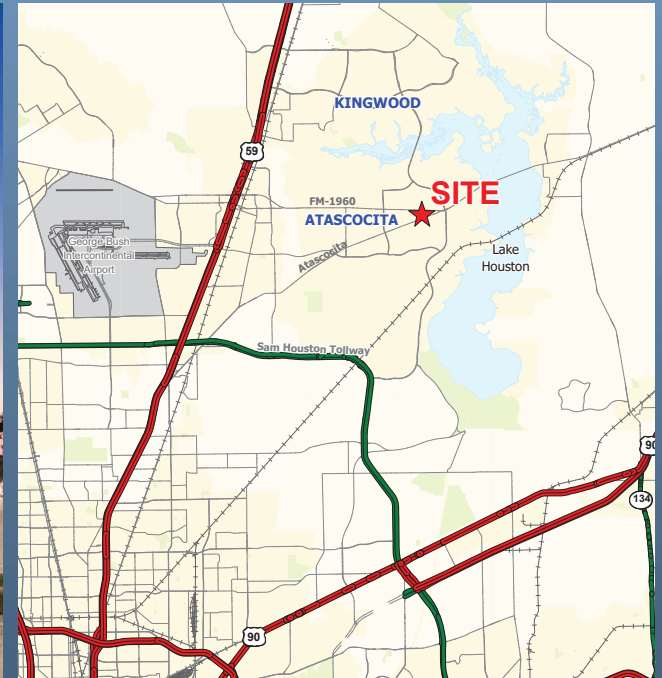 KINGWOOD
59
SITE
FM-1960
ATASCOCITA
Atascocita
George Bush
Intercontinental
Airport
Lake
Houston
Sam Houston Tollway
90
134
90